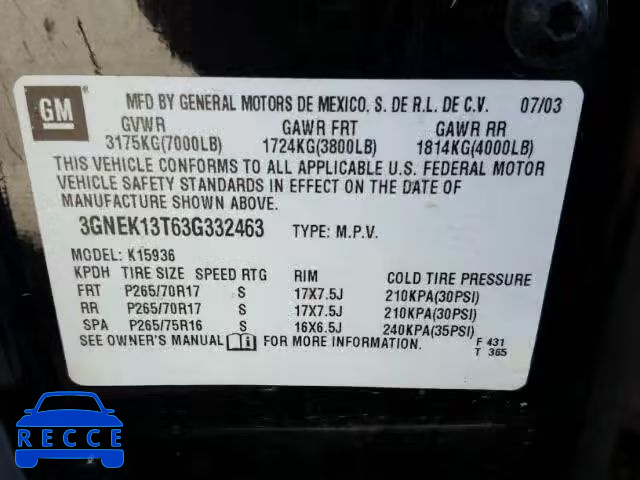 GM ® MFD BY GENERAL MOTORS DE MEXICO, S. DE R.L. DE C.V. 07/03
GVWR GAWR FRT GAWR RR
3175KG(7000LB) 1724KG(3800LB) 1814KG(4000LB)
THIS VEHICLE CONFORMS TO ALL APPLICABLE U.S. FEDERAL MOTOR
VEHICLE SAFETY STANDARDS IN EFFECT ON THE DATE OF
MANUFACTURE SHOWN ABOVE.
3GNEK13T63G332463 TYPE: M.P.V.
MODEL: K15936
KPDH TIRE SIZE SPEED RTG RIM COLD TIRE PRESSURE
FRT P265/70R17 S 17X7.5J 210KPA(30PSI)
RR P265/70R17 S 17X7.5J 210KPA(30PSI)
SPA P265/75R16 S 16X6.5J 240KPA(35PSI)
SEE OWNER'S MANUAL FOR MORE INFORMATION. F 431
T 365
RECCE